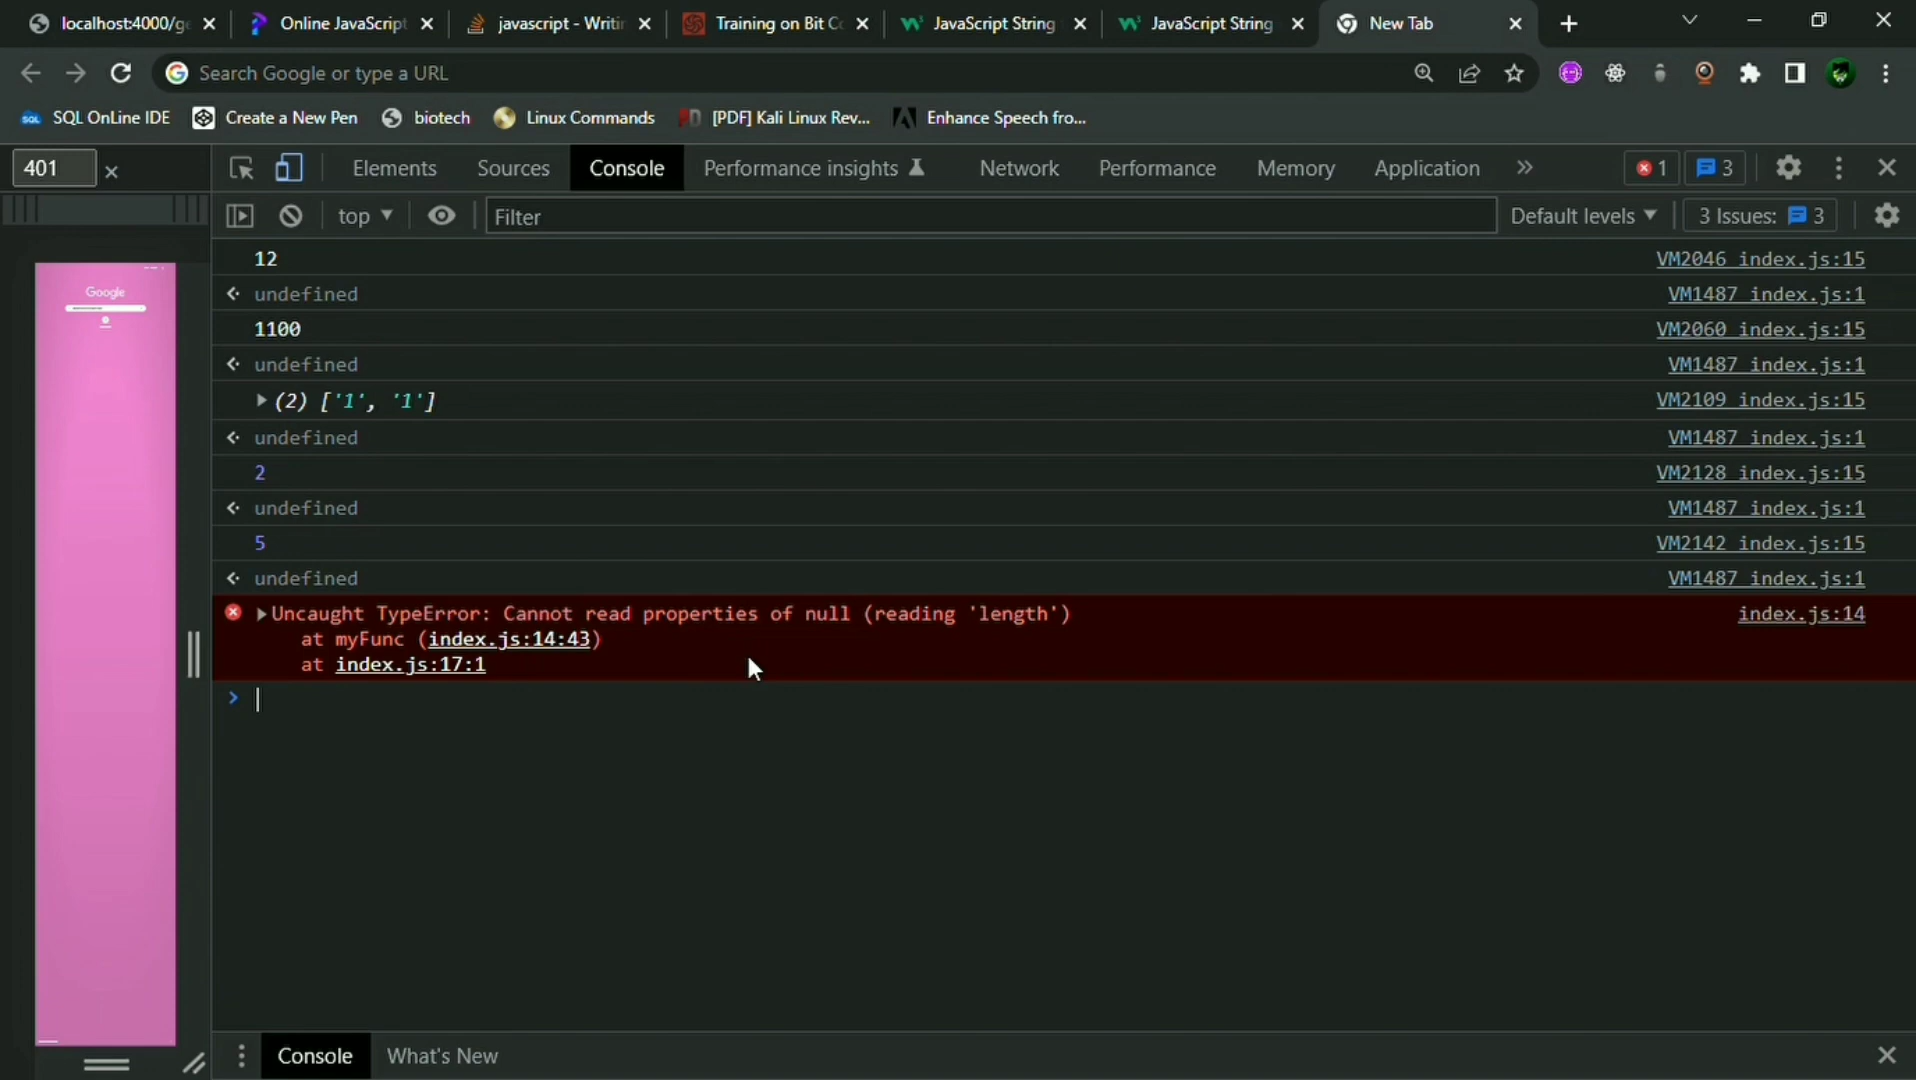 localhost:4000/ge
Online JavaScript
javascript - Writin
Training on Bit Co
JavaScript String
JavaScript String
New Tab
Search Google or type a URL
SQL OnLine IDE
Create a New Pen
biotech
Linux Commands
[PDF] Kali Linux Rev...
Enhance Speech fro...
401
Elements
Sources
Console
Performance insights
Network
Performance
Memory
Application
1
3
top
Filter
Default levels
3 Issues: 3
Google
12 VM2046 index.js:15
undefined VM1487 index.js:1
1100 VM2060 index.js:15
undefined VM1487 index.js:1
(2) ['1', '1'] VM2109 index.js:15
undefined VM1487 index.js:1
2 VM2128 index.js:15
undefined VM1487 index.js:1
5 VM2142 index.js:15
undefined VM1487 index.js:1
Uncaught TypeError: Cannot read properties of null (reading 'length') index.js:14
at myFunc (index.js:14:43)
at index.js:17:1
Console
What's New